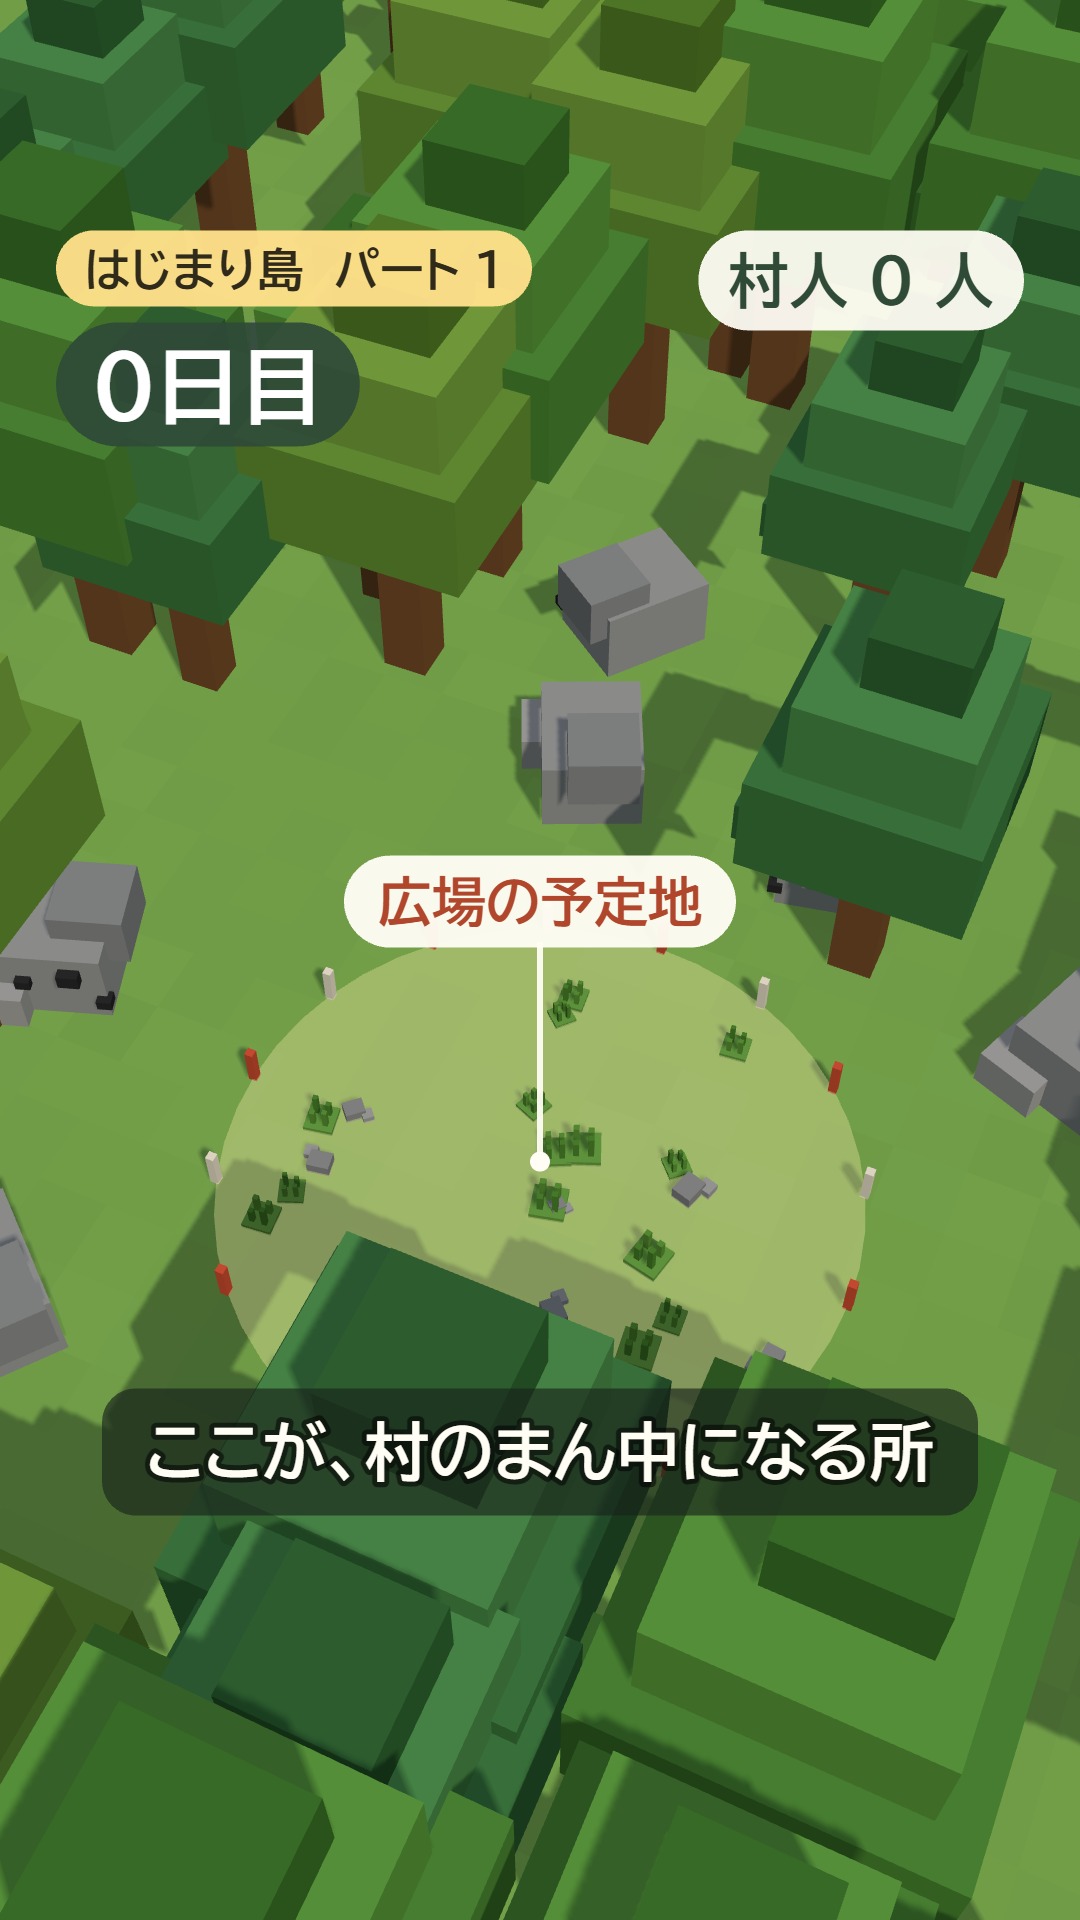 はじまり島 パート 1
村人 0 人
0日目
広場の予定地
ここが、村のまん中になる所